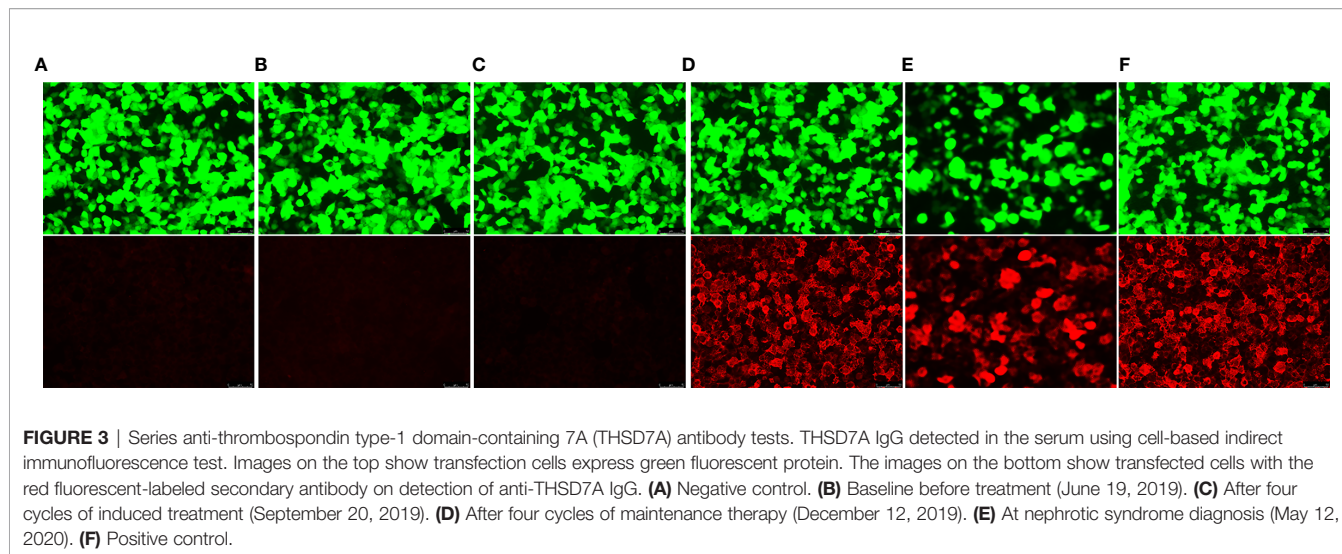 A B C D E F
FIGURE 3 | Series anti-thrombospondin type-1 domain-containing 7A (THSD7A) antibody tests. THSD7A IgG detected in the serum using cell-based indirect
immunofluorescence test. Images on the top show transfection cells express green fluorescent protein. The images on the bottom show transfected cells with the
red fluorescent-labeled secondary antibody on detection of anti-THSD7A IgG. (A) Negative control. (B) Baseline before treatment (June 19, 2019). (C) After four
cycles of induced treatment (September 20, 2019). (D) After four cycles of maintenance therapy (December 12, 2019). (E) At nephrotic syndrome diagnosis (May 12,
2020). (F) Positive control.